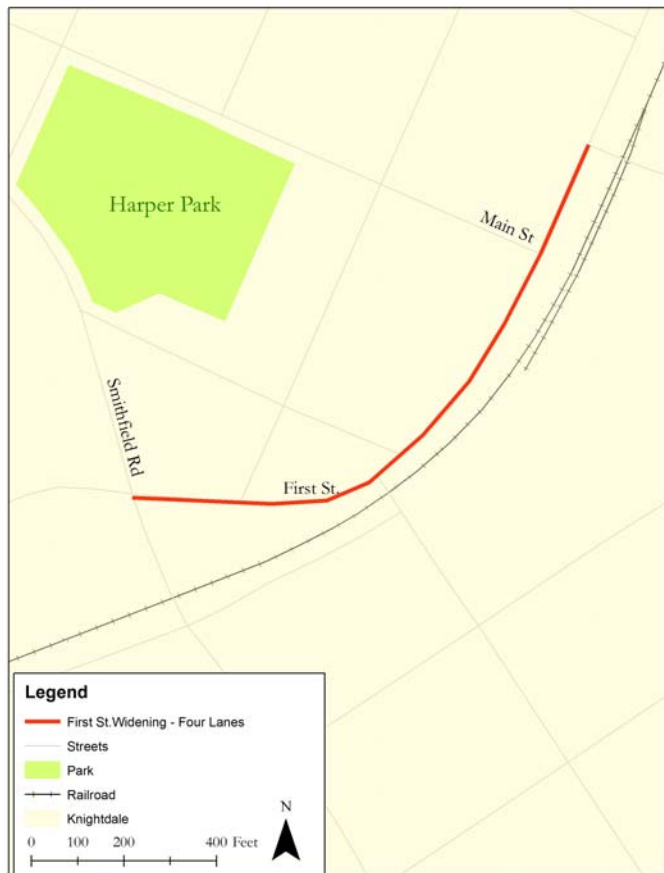 Harper Park
Main St
Smithfield Rd
First St.
Legend
First St.Widening - Four Lanes
Streets
Park
Railroad
Knightdale
N
0 100 200 400 Feet